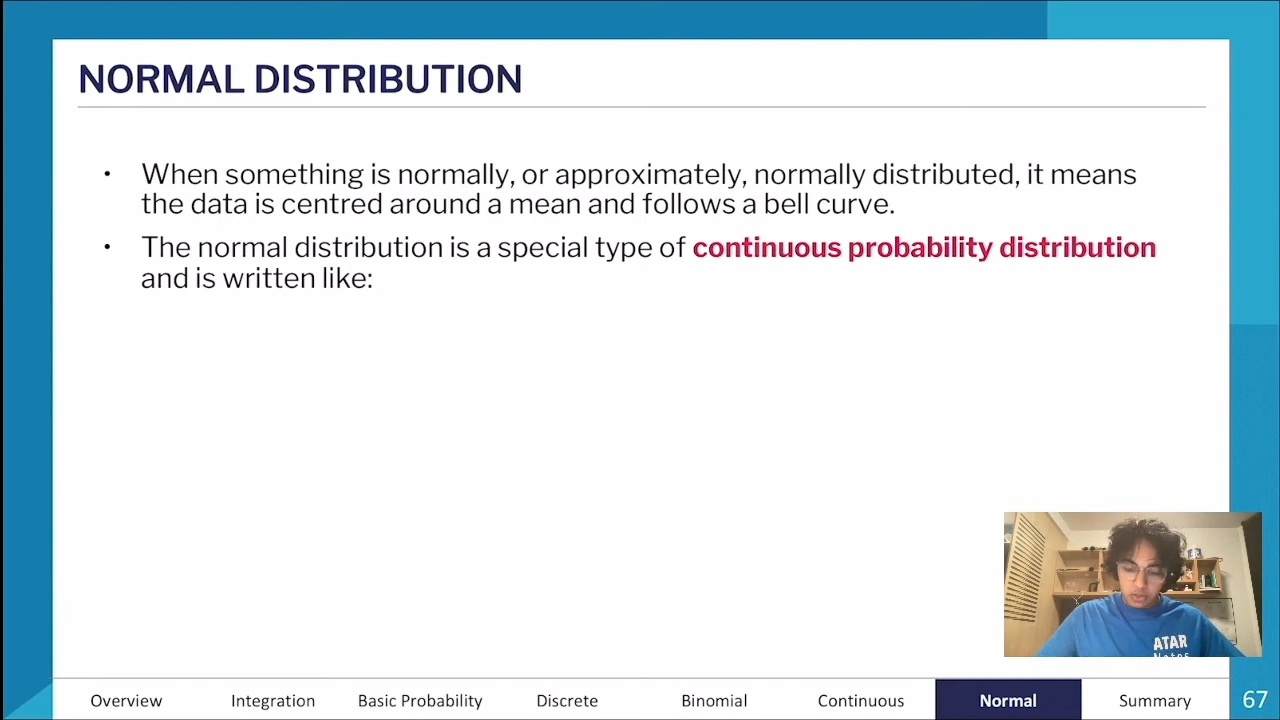 NORMAL DISTRIBUTION
• When something is normally, or approximately, normally distributed, it means
the data is centred around a mean and follows a bell curve.
• The normal distribution is a special type of continuous probability distribution
and is written like:
ATAR
Notes
Overview Integration Basic Probability Discrete Binomial Continuous Normal Summary 67